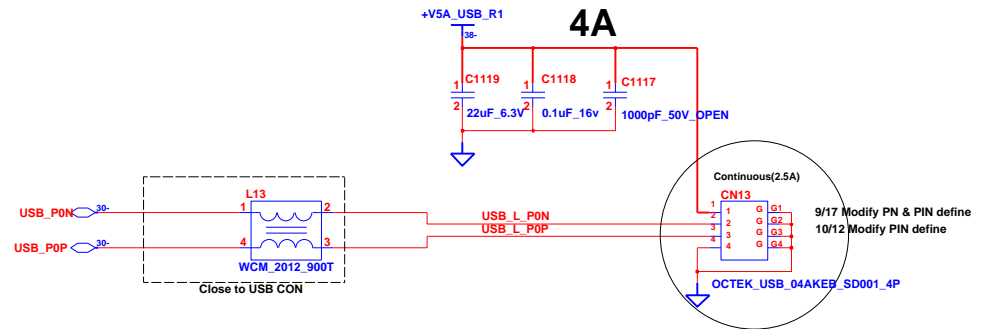 +V5A_USB_R1
4A
38-
1
C1119
2
22uF_6.3V
1
C1118
2
0.1uF_16v
1
C1117
2
1000pF_50V_OPEN
Continuous(2.5A)
CN13
L13
USB_P0N
30-
1
2
USB_L_P0N
USB_P0P
30-
4
3
USB_L_P0P
WCM_2012_900T
Close to USB CON
1
1
G
G1
2
2
G
G2
3
3
G
G3
4
4
G
G4
9/17 Modify PN & PIN define
10/12 Modify PIN define
OCTEK_USB_04AKEB_SD001_4P